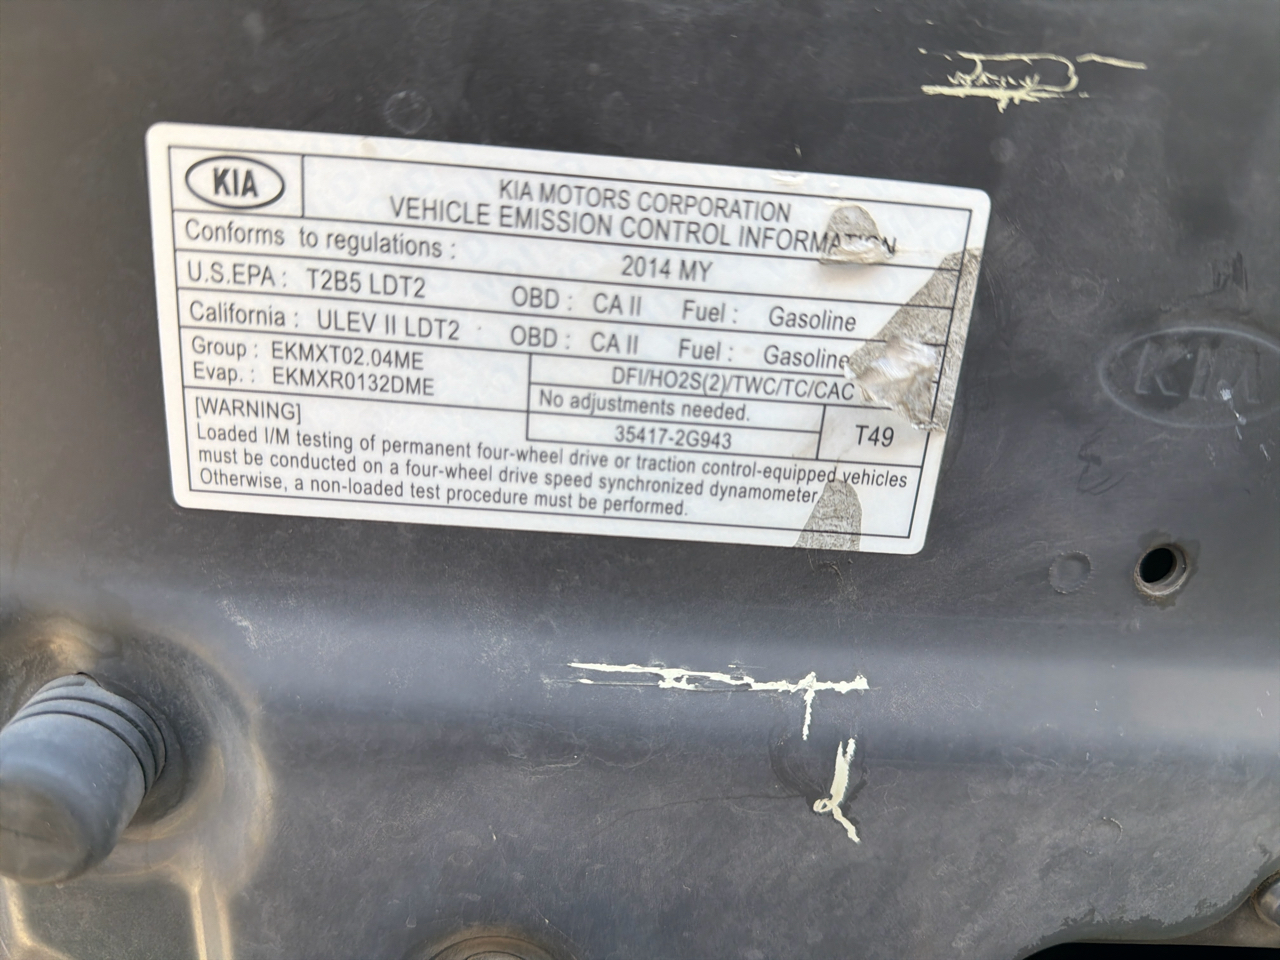 KIA
KIA MOTORS CORPORATION
VEHICLE EMISSION CONTROL INFORMATION
Conforms to regulations : 2014 MY
U.S.EPA : T2B5 LDT2 OBD : CA II Fuel : Gasoline
California : ULEV II LDT2 OBD : CA II Fuel : Gasoline
Group : EKMXT02.04ME
Evap. : EKMXR0132DME
DFI/HO2S(2)/TWC/TC/CAC
No adjustments needed.
35417-2G943
T49
[WARNING]
Loaded I/M testing of permanent four-wheel drive or traction control-equipped vehicles
must be conducted on a four-wheel drive speed synchronized dynamometer
Otherwise, a non-loaded test procedure must be performed.
KIA